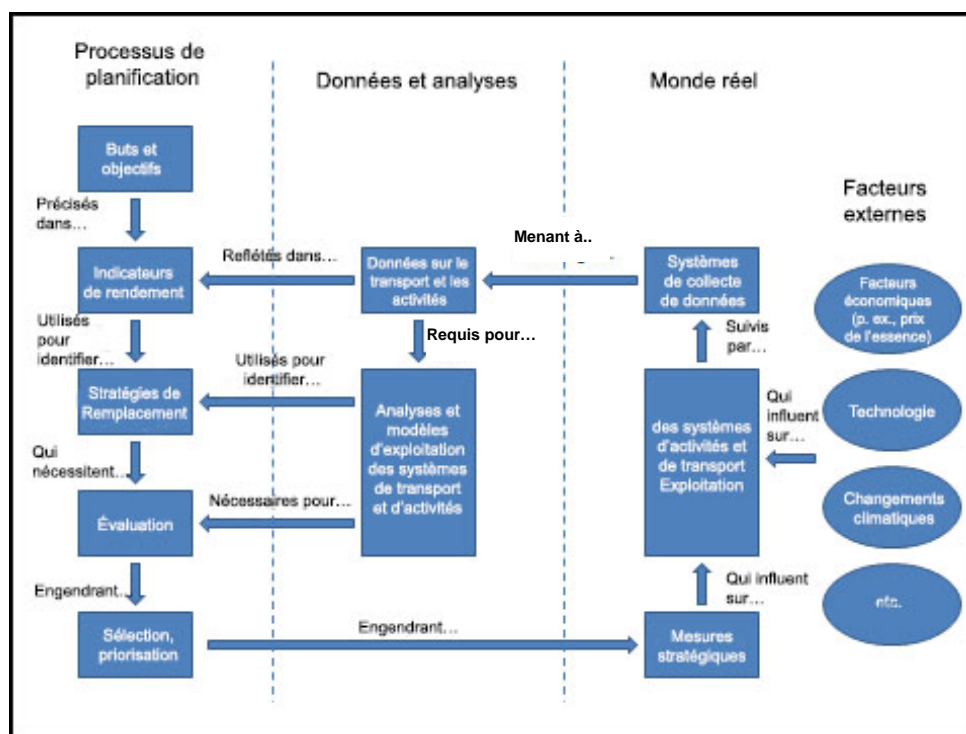 Processus de
planification
Données et analyses
Monde réel
Facteurs
externes
Buts et
objectifs
Précisés
dans...
Indicateurs
de rendement
Reflétés dans...
Données sur le
transport et les
activités
Menant à..
Systèmes
de collecte
de données
Facteurs
économiques
(p. ex., prix
de l'essence)
Utilisés
pour
identifier...
Utilisés pour
identifier...
Requis pour...
Suivis
par...
Stratégies de
Remplacement
Analyses et
modèles
d'exploitation
des systèmes
de transport
et d'activités
des systèmes
d'activités et
de transport
Exploitation
Qui
influent
sur...
Technologie
Qui
nécessitent...
Nécessaires pour...
Évaluation
Changements
climatiques
Engendrant...
Qui influent
sur...
etc.
Sélection,
priorisation
Engendrant...
Mesures
stratégiques